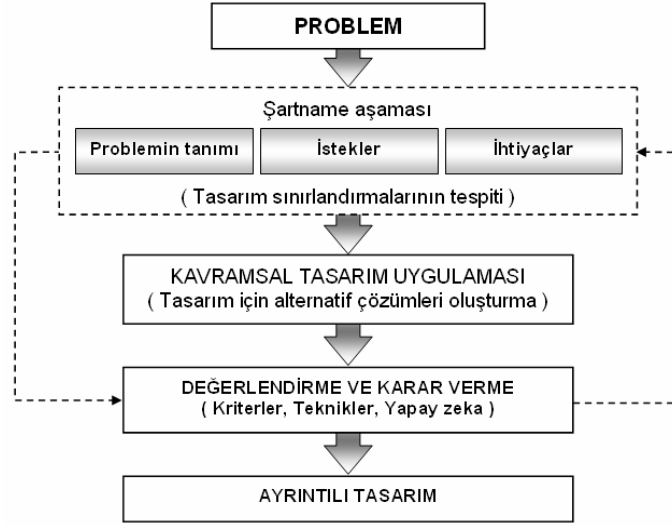 PROBLEM
Şartname aşaması
Problemin tanımı
İstekler
İhtiyaçlar
( Tasarım sınırlandırmalarının tespiti )
KAVRAMSAL TASARIM UYGULAMASI
( Tasarım için alternatif çözümleri oluşturma )
DEĞERLENDİRME VE KARAR VERME
( Kriterler, Teknikler, Yapay zeka )
AYRINTILI TASARIM